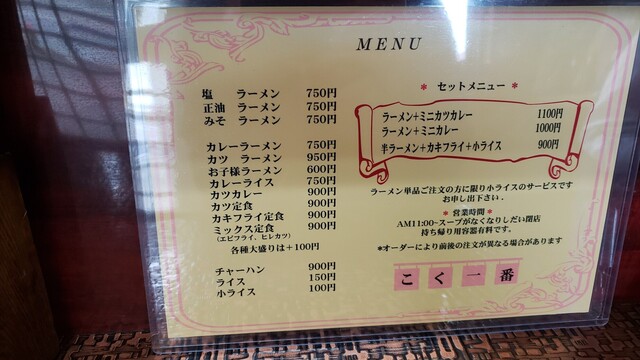 MENU
塩 ラーメン 750円
正油 ラーメン 750円
みそ ラーメン 750円
カレーラーメン 750円
カツ ラーメン 950円
お子様ラーメン 600円
カレーライス 750円
カツカレー 900円
カツ定食 900円
カキフライ定食 900円
ミックス定食 900円
(エビフライ、ヒレカツ)
各種大盛りは+100円
チャーハン 900円
ライス 150円
小ライス 100円
* セットメニュー *
ラーメン+ミニカツカレー 1100円
ラーメン+ミニカレー 1000円
半ラーメン+カキフライ+小ライス 900円
ラーメン単品ご注文の方に限り小ライスのサービスです
お申し出下さい.
* 営業時間 *
AM11:00~スープがなくなりしだい閉店
持ち帰り用容器有料です.
*オーダーにより前後の注文が異なる場合があります
こく一番